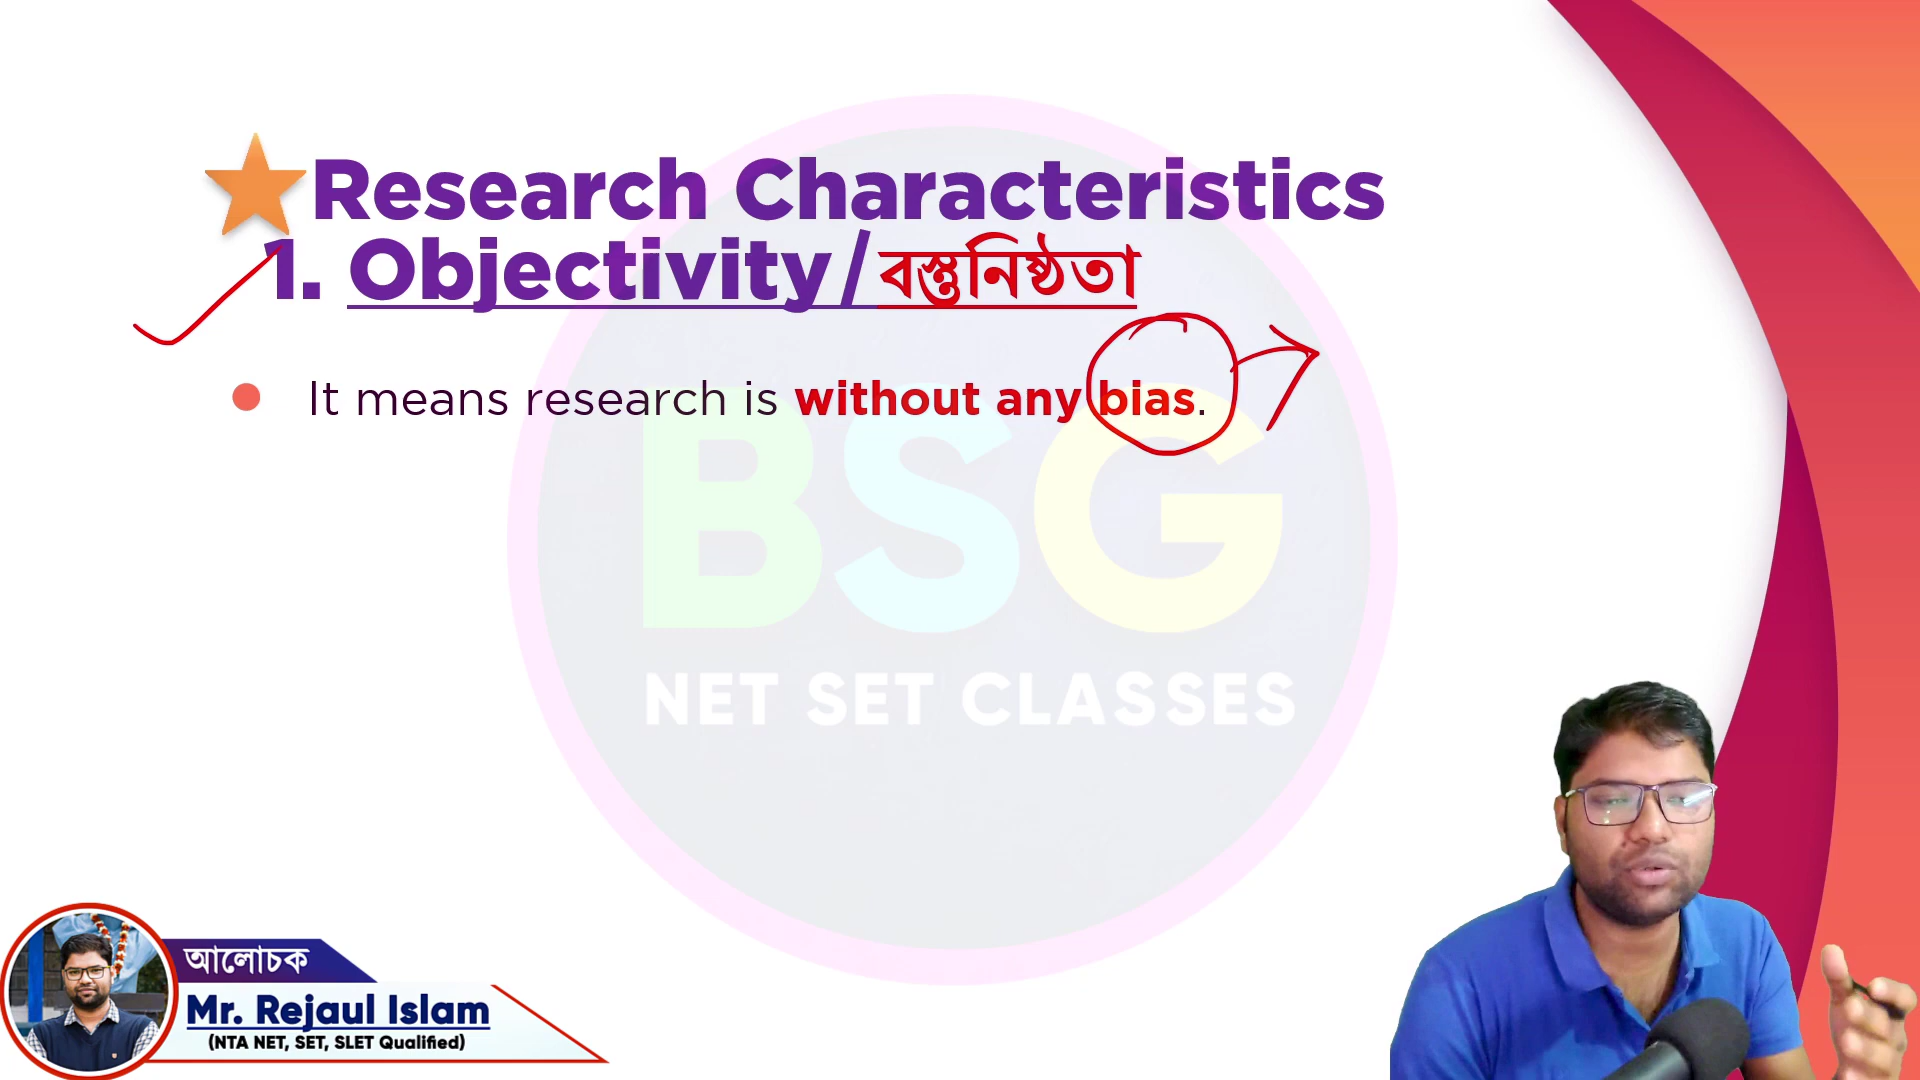 Research Characteristics
1. Objectivity/বস্তুনিষ্ঠতা
It means research is without any bias.
BSG
NET SET CLASSES
আলোচক
Mr. Rejaul Islam
(NTA NET, SET, SLET Qualified)